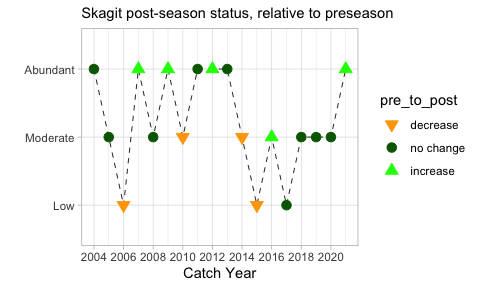 Skagit post-season status, relative to preseason
Abundant
Moderate
Low
2004 2006 2008 2010 2012 2014 2016 2018 2020
Catch Year
pre_to_post
decrease
no change
increase